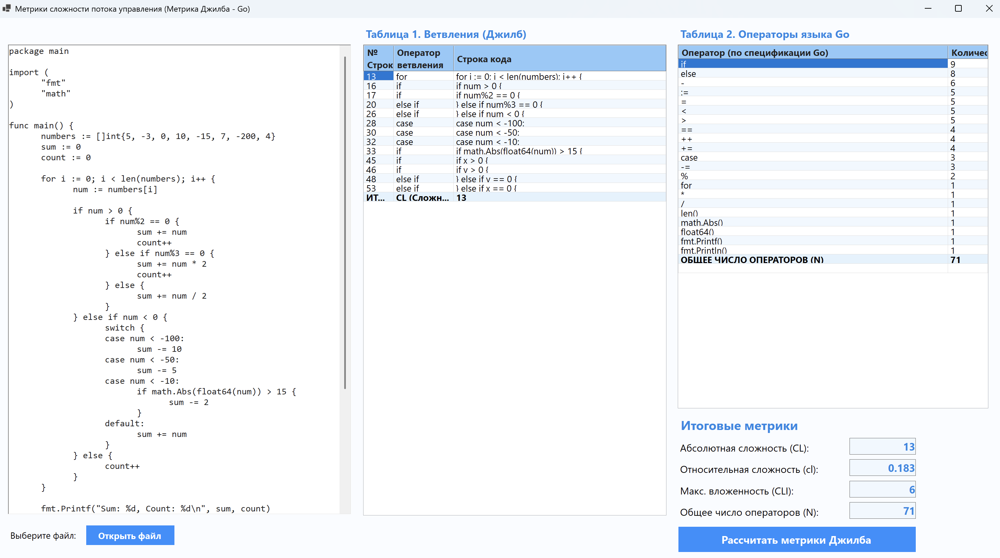 Метрики сложности потока управления (Метрика Джилба - Go)
package main
import (
"fmt"
"math"
)
func main() {
numbers := []int{5, -3, 0, 10, -15, 7, -200, 4}
sum := 0
count := 0
for i := 0; i < len(numbers); i++ {
num := numbers[i]
if num > 0 {
if num%2 == 0 {
sum += num
count++
} else if num%3 == 0 {
sum += num * 2
count++
} else {
sum += num / 2
}
} else if num < 0 {
switch {
case num < -100:
sum -= 10
case num < -50:
sum -= 5
case num < -10:
if math.Abs(float64(num)) > 15 {
sum -= 2
}
default:
sum += num
}
} else {
count++
}
}
fmt.Printf("Sum: %d, Count: %d\n", sum, count)
Выберите файл:
Открыть файл
Таблица 1. Ветвления (Джилб)
№ Строк Оператор ветвления Строка кода
13 for for i := 0; i < len(numbers); i++ {
16 if if num > 0 {
17 if if num%2 == 0 {
20 else if } else if num%3 == 0 {
26 else if } else if num < 0 {
28 case case num < -100:
30 case case num < -50:
32 case case num < -10:
33 if if math.Abs(float64(num)) > 15 {
45 if if x > 0 {
46 if if y > 0 {
48 else if } else if y == 0 {
53 else if } else if x == 0 {
ИТ... CL (Сложн... 13
Таблица 2. Операторы языка Go
Оператор (по спецификации Go) Количес
if 9
else 8
- 6
:= 5
= 5
< 5
> 5
== 4
++ 4
+= 4
case 3
-= 3
% 2
for 1
* 1
/ 1
len() 1
math.Abs() 1
float64() 1
fmt.Printf() 1
fmt.Println() 1
ОБЩЕЕ ЧИСЛО ОПЕРАТОРОВ (N) 71
Итоговые метрики
Абсолютная сложность (CL): 13
Относительная сложность (cl): 0.183
Макс. вложенность (CLI): 6
Общее число операторов (N): 71
Рассчитать метрики Джилба